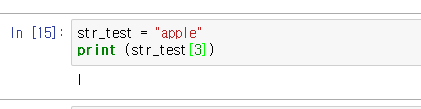 In [15]: str_test = "apple"
print (str_test[3])
l